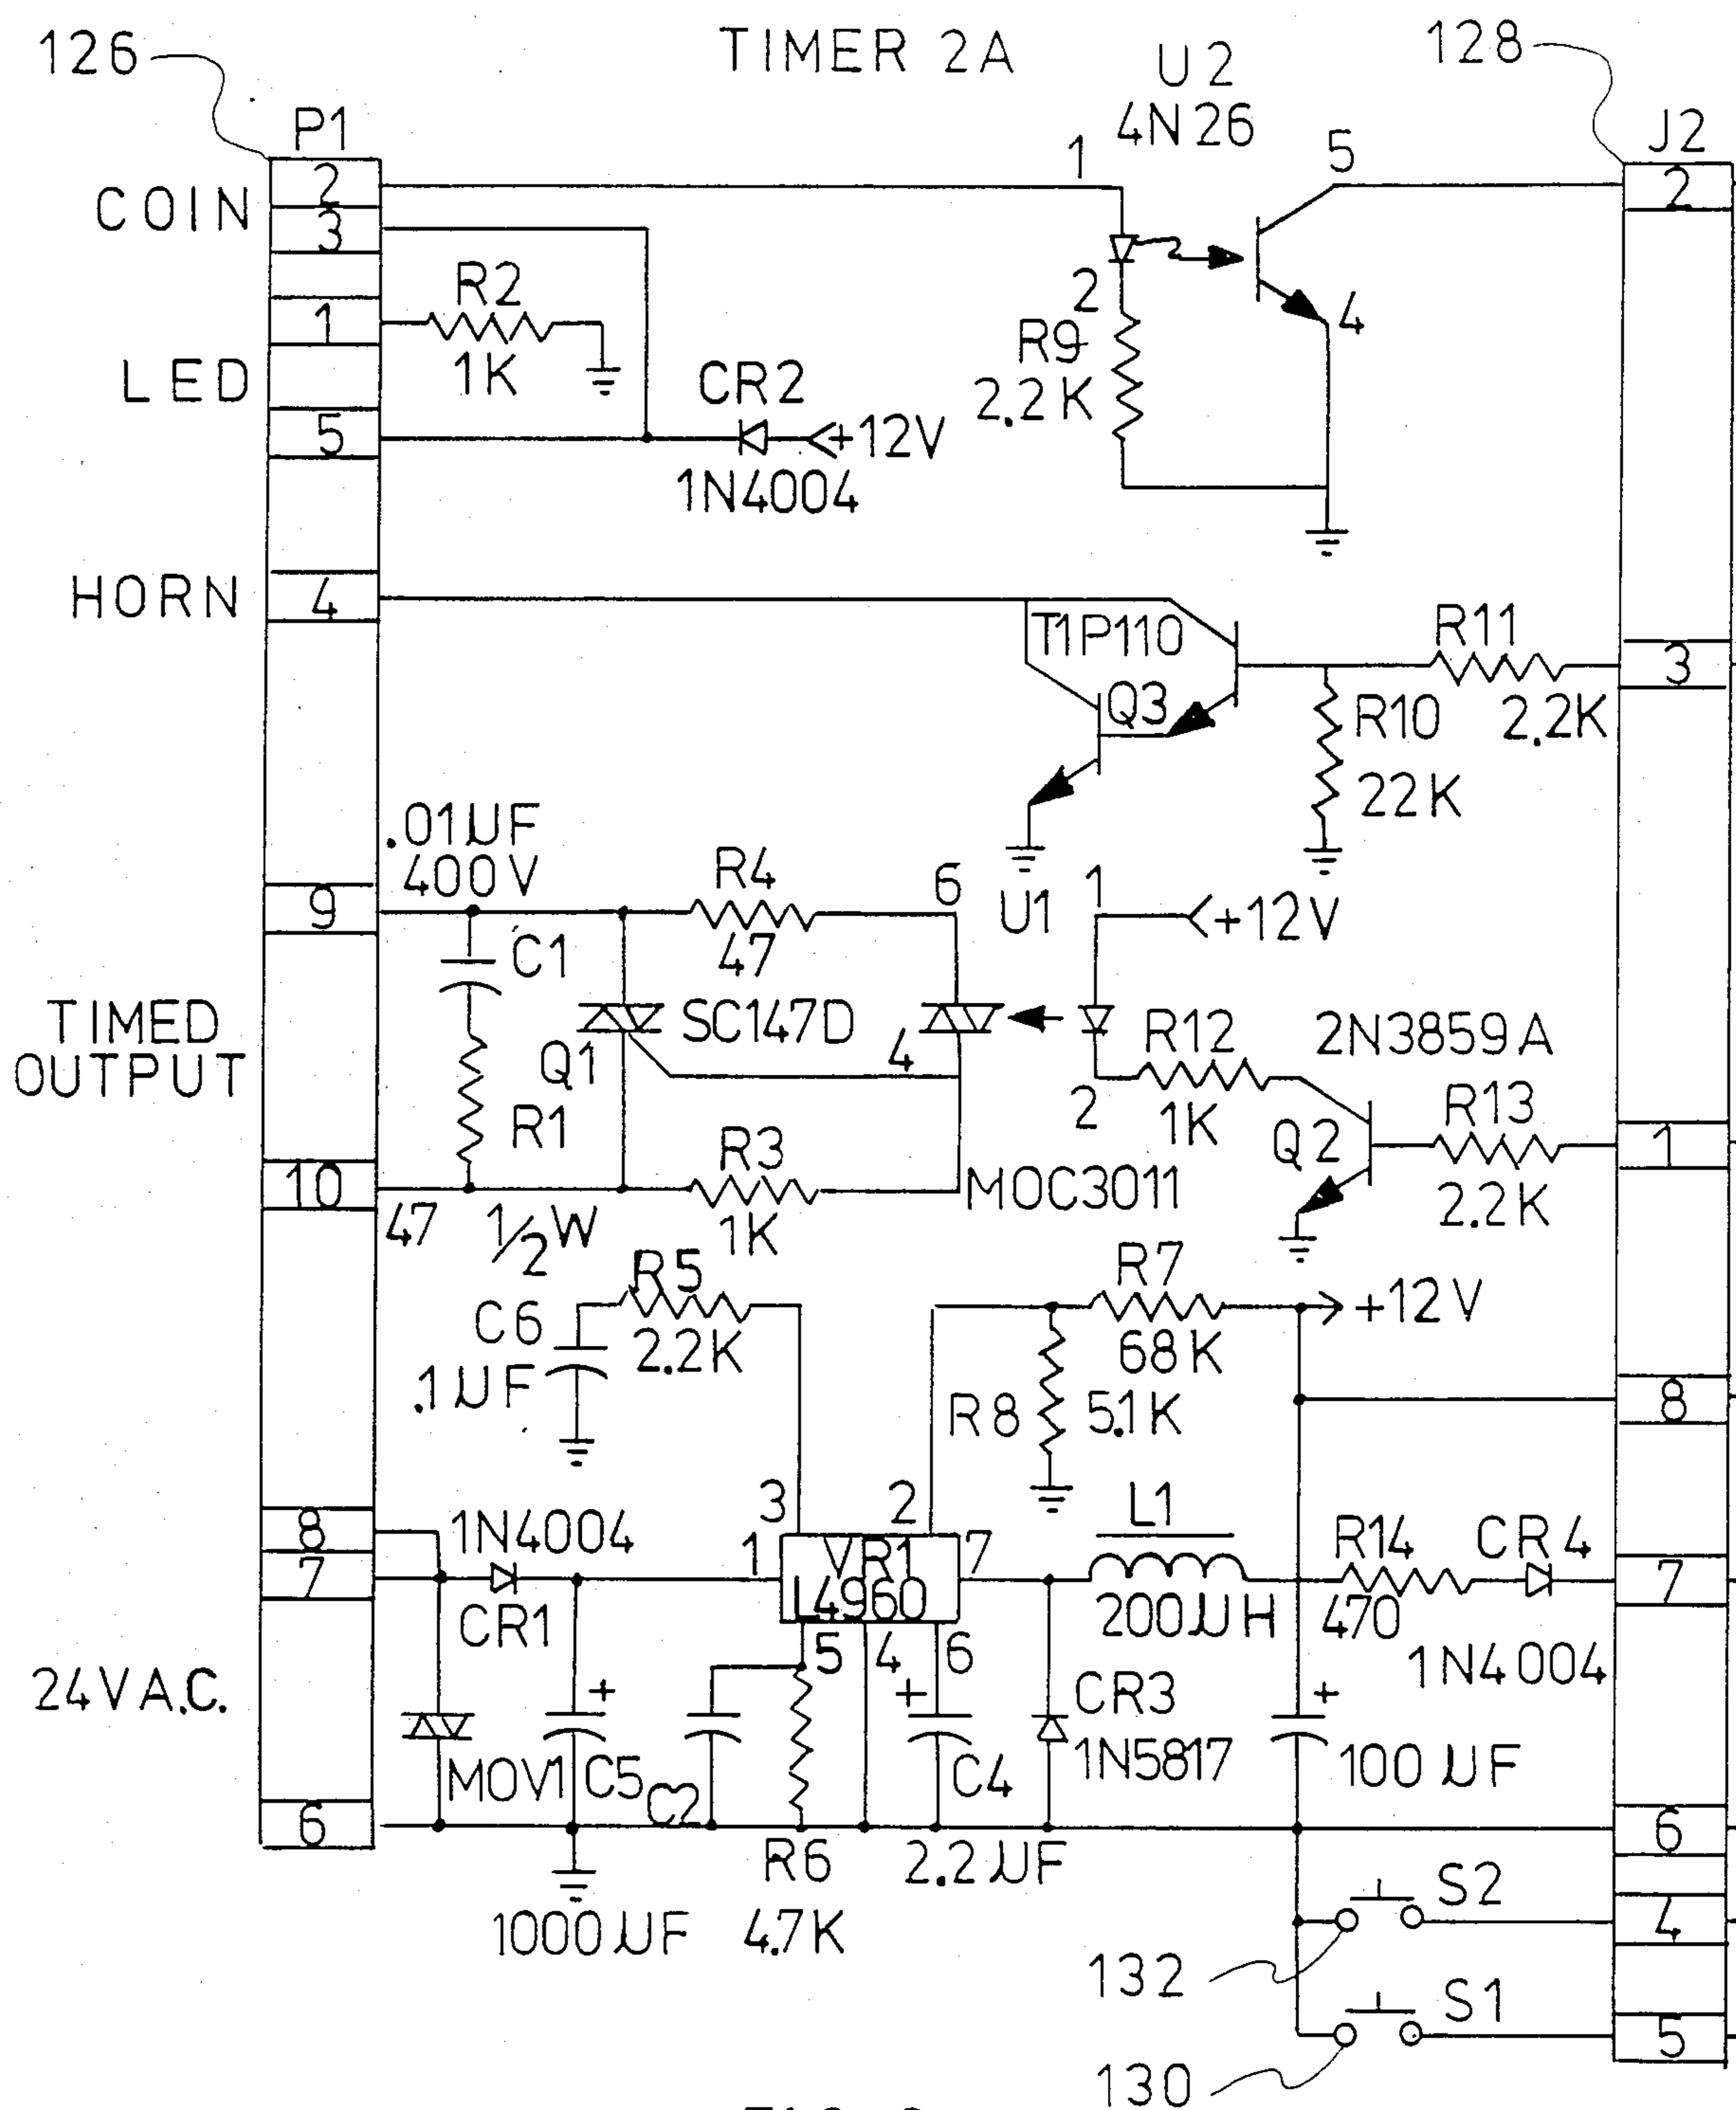 TIMER 2A
126
128
U2
4N26
P1
J2
1
5
2
2
COIN
3
R2
1
1K
2
4
R9
2.2K
LED
CR2
5
+12V
1N4004
HORN
4
T1P110
R11
3
Q3
R10
2.2K
22K
.01UF
400V
R4
6
1
9
U1
+12V
C1
47
TIMED
OUTPUT
SC147D
R12
2N3859A
Q1
4
2
1K
R13
R1
R3
Q2
1
10
MOC3011
2.2K
47
1/2W
1K
R5
R7
C6
+12V
2.2K
68K
.1UF
R8
5.1K
8
3
2
L1
8
1N4004
1
VR1
7
R14
CR4
7
L4960
7
CR1
200UH
470
5
4
6
1N4004
24VA.C.
+
+
CR3
+
1N5817
MOV1
C5
C2
C4
100UF
6
6
R6
2.2UF
S2
1000UF
4.7K
4
132
S1
5
130